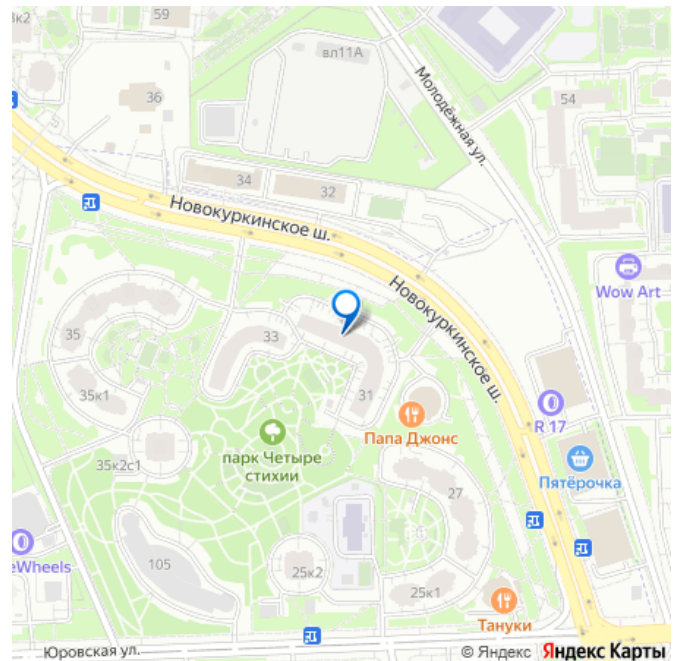 3к2
59
вл11А
36
Молодёжная ул.
54
34
32
Новокуркинское ш.
Wow Art
Новокуркинское ш.
35
33
35к1
31
R 17
Папа Джонс
парк Четыре
стихии
35к2с1
Пятёрочка
27
eWheels
105
25к2
25к1
Тануки
Юровская ул.
© Яндекс Яндекс Карты